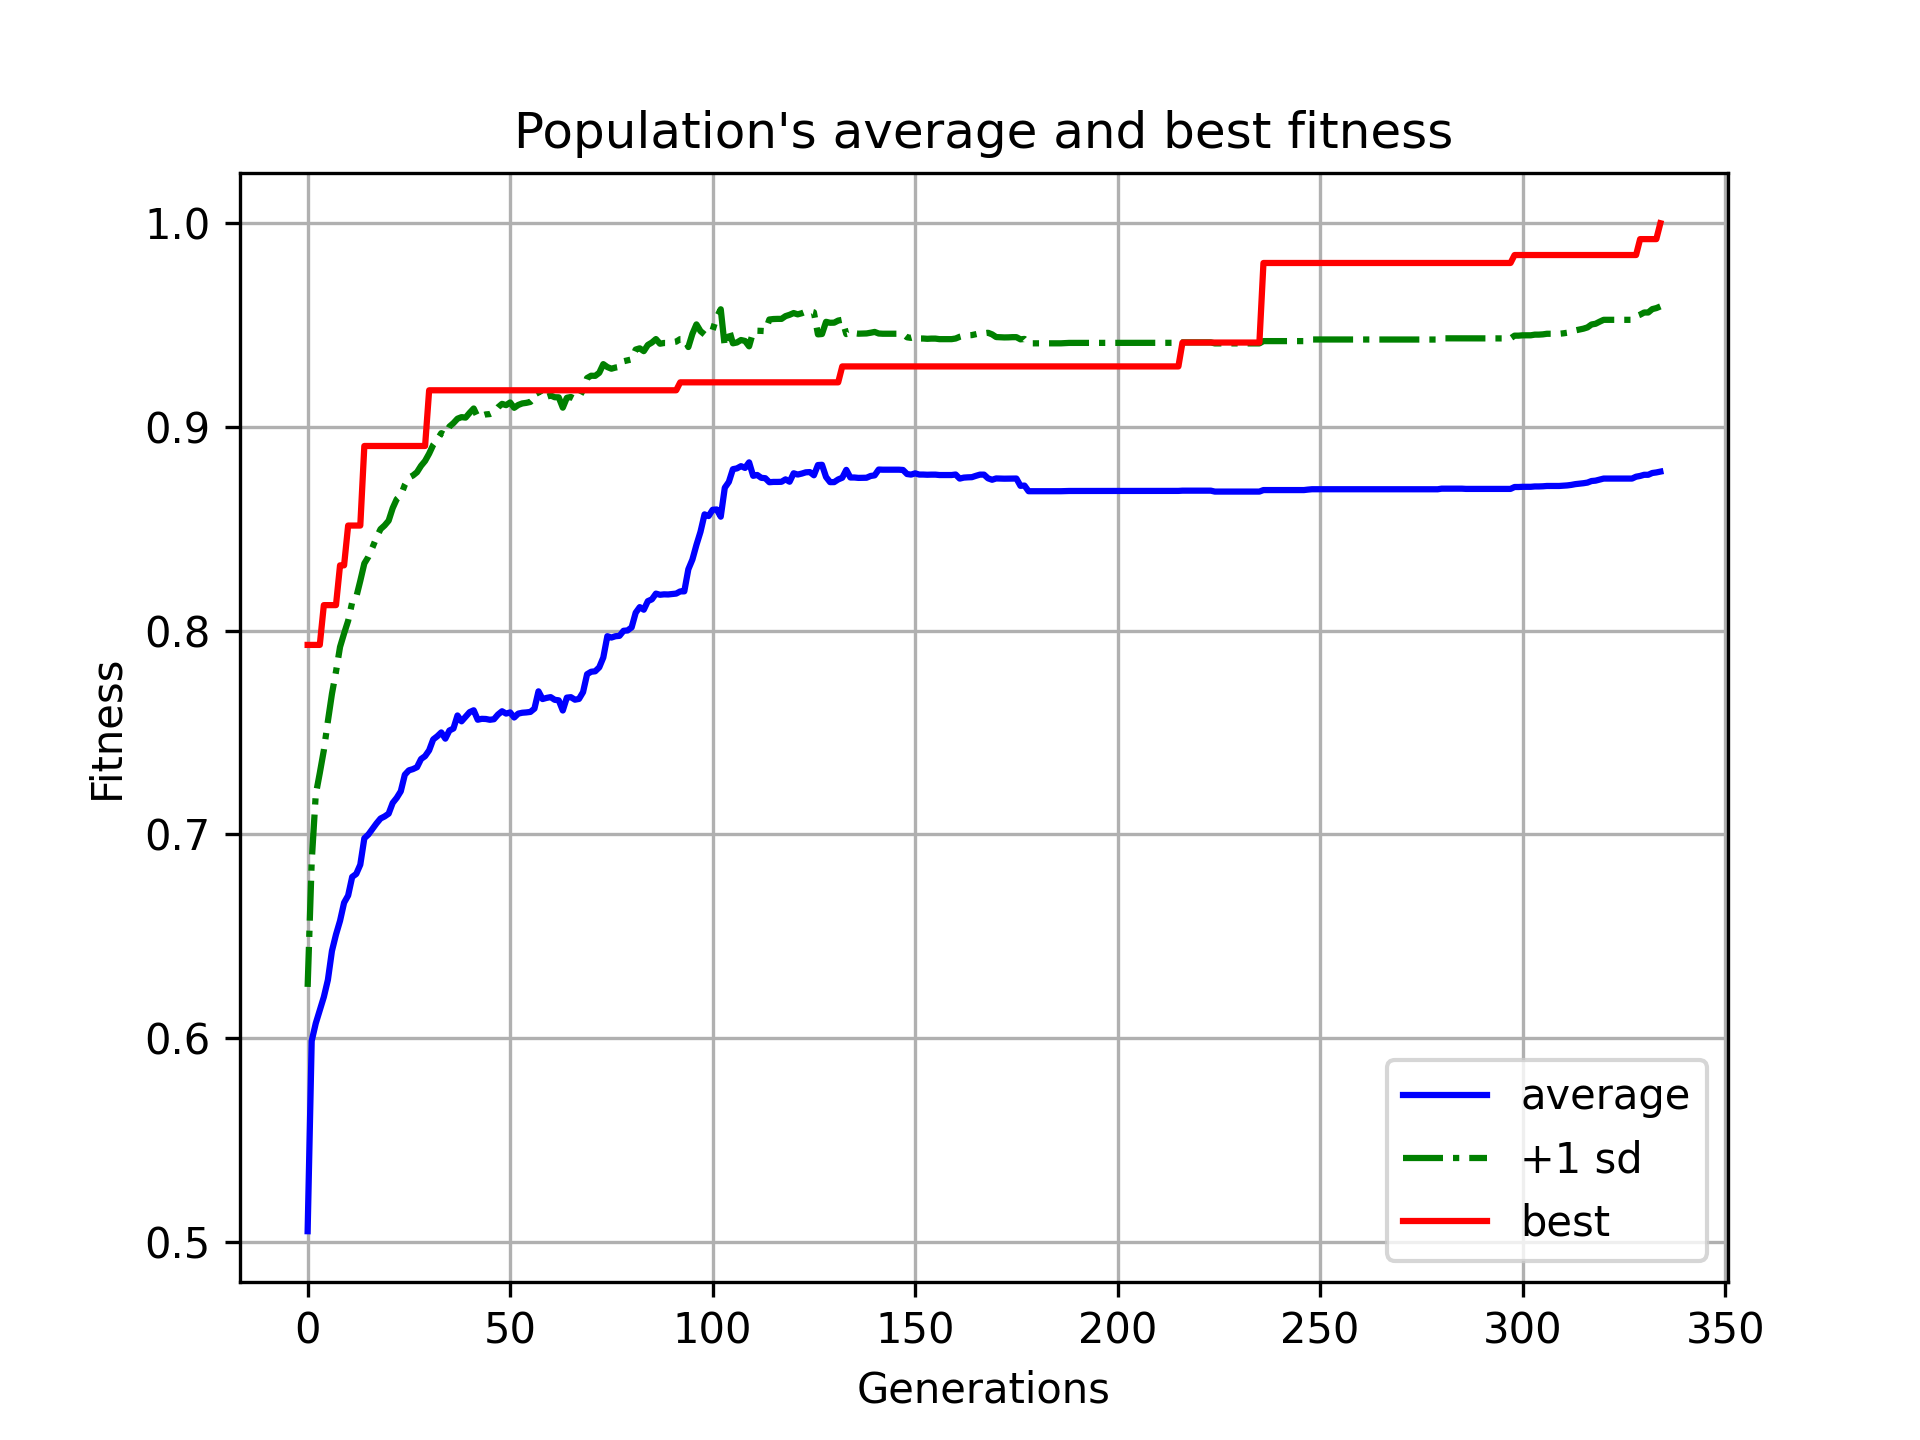 Population's average and best fitness
1.0
0.9
0.8
0.7
0.6
0.5
Fitness
average
+1 sd
best
0 50 100 150 200 250 300 350
Generations